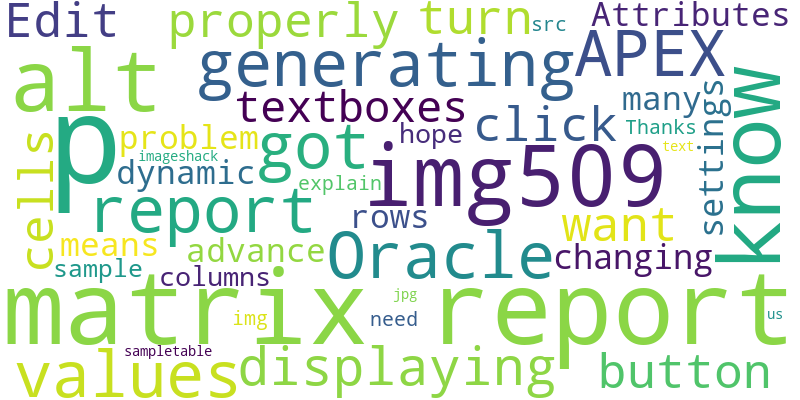 Edit properly turn src Attributes
alt generating APEX
textboxes click many know
p problem got hope Thanks settings
cells imageshack img509 text
dynamic explain
report rows want
means advance Oracle changing
sample columns
matrix report
jpg
img need us
values sampletable displaying button